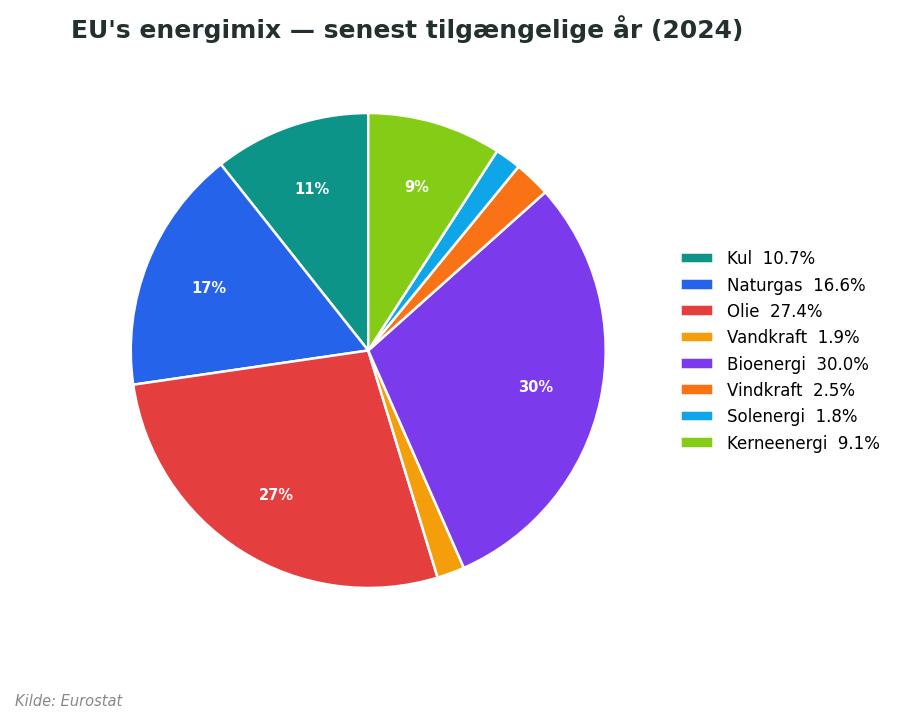 EU's energimix — senest tilgængelige år (2024)
11%
9%
17%
30%
27%
Kul 10.7%
Naturgas 16.6%
Olie 27.4%
Vandkraft 1.9%
Bioenergi 30.0%
Vindkraft 2.5%
Solenergi 1.8%
Kerneenergi 9.1%
Kilde: Eurostat